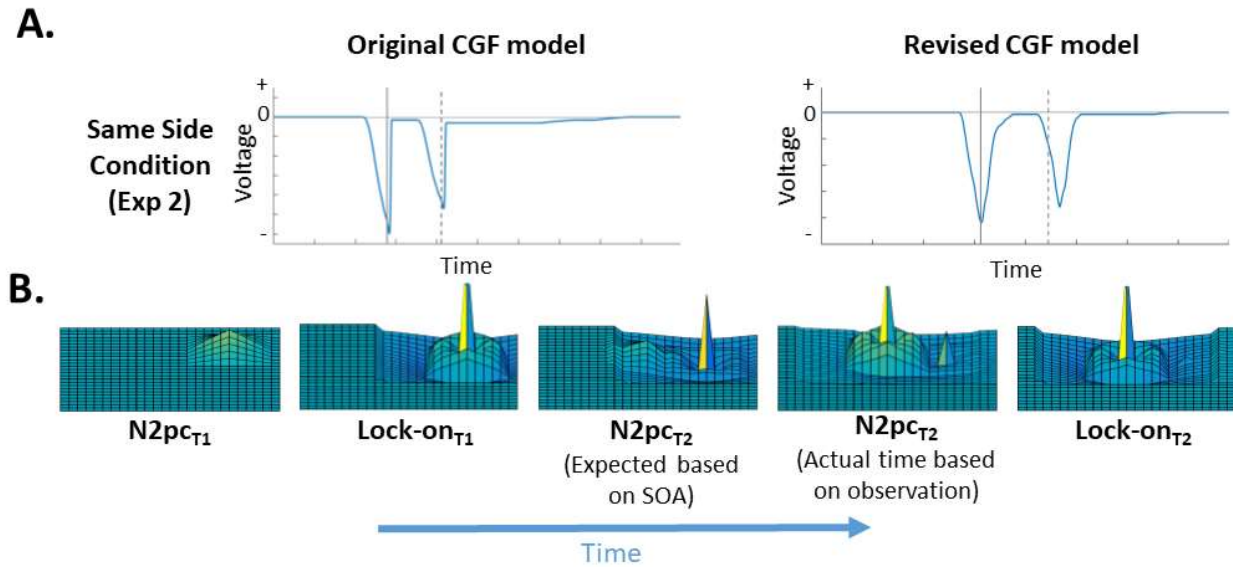 A.
Original CGF model
Revised CGF model
Same Side
Condition
(Exp 2)
+
0
-
Voltage
Time
+
0
-
Voltage
Time
B.
N2pcT1
Lock-onT1
N2pcT2
(Expected based
on SOA)
N2pcT2
(Actual time based
on observation)
Lock-onT2
Time